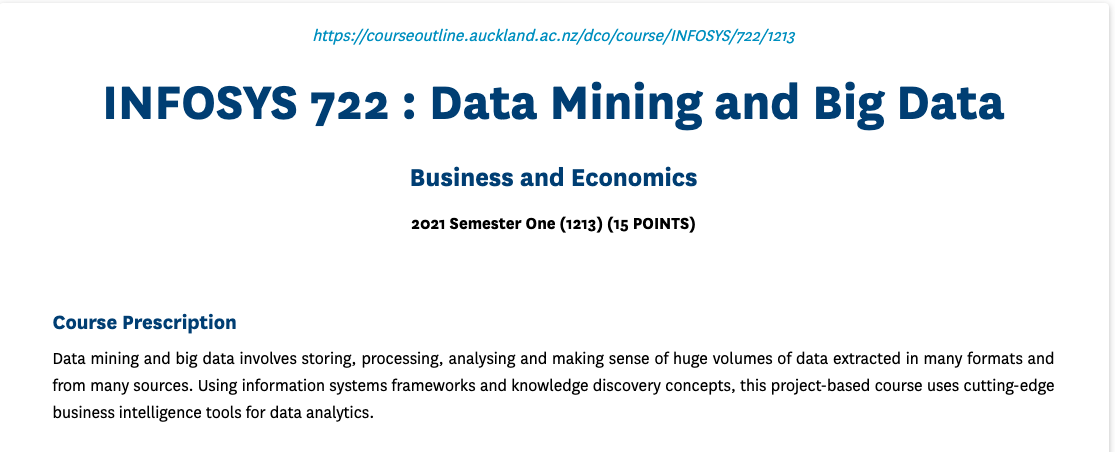 https://courseoutline.auckland.ac.nz/dco/course/INFOSYS/722/1213
INFOSYS 722 : Data Mining and Big Data
Business and Economics
2021 Semester One (1213) (15 POINTS)
Course Prescription
Data mining and big data involves storing, processing, analysing and making sense of huge volumes of data extracted in many formats and
from many sources. Using information systems frameworks and knowledge discovery concepts, this project-based course uses cutting-edge
business intelligence tools for data analytics.